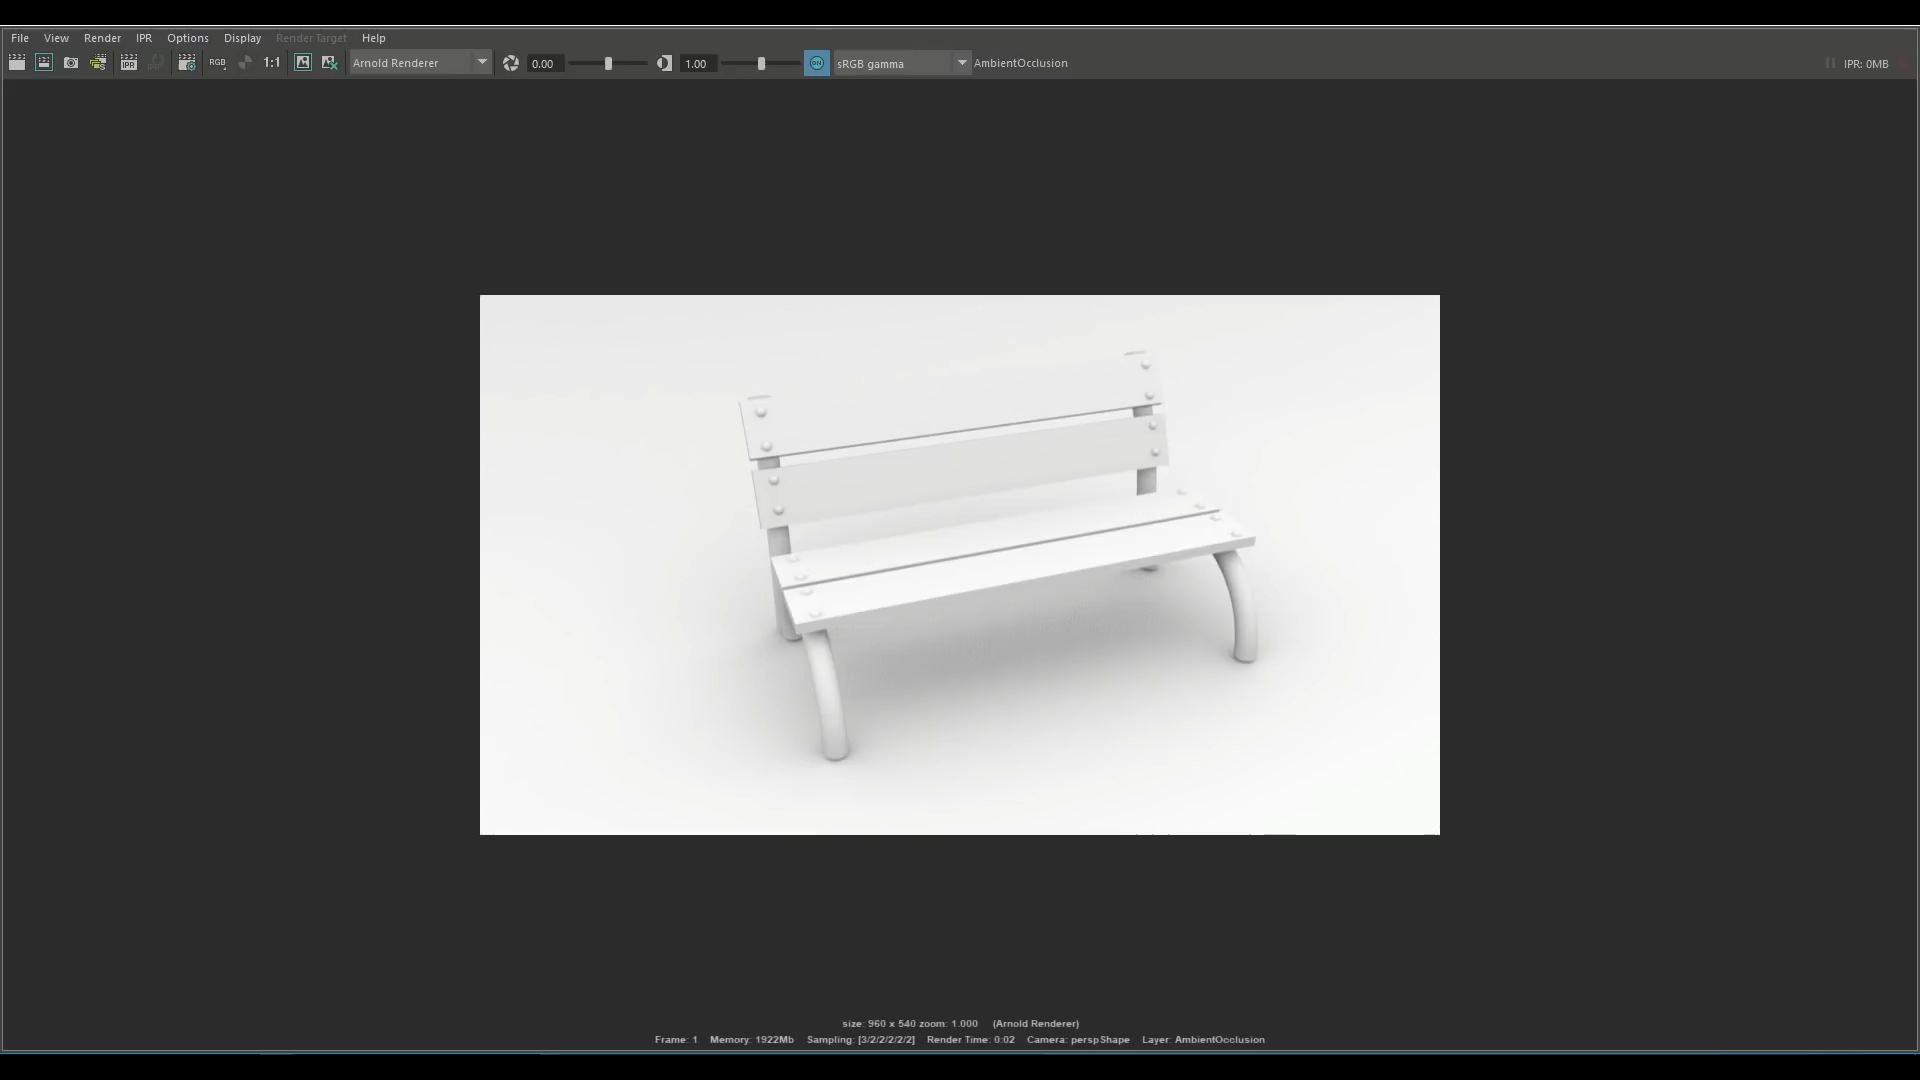 File View Render IPR Options Display Render Target Help
IPR RGB 1:1 Arnold Renderer 0.00 1.00 ON sRGB gamma AmbientOcclusion IPR: 0MB
size: 960 x 540 zoom: 1.000 (Arnold Renderer)
Frame: 1 Memory: 1922Mb Sampling: [3/2/2/2/2/2] Render Time: 0:02 Camera: perspShape Layer: AmbientOcclusion